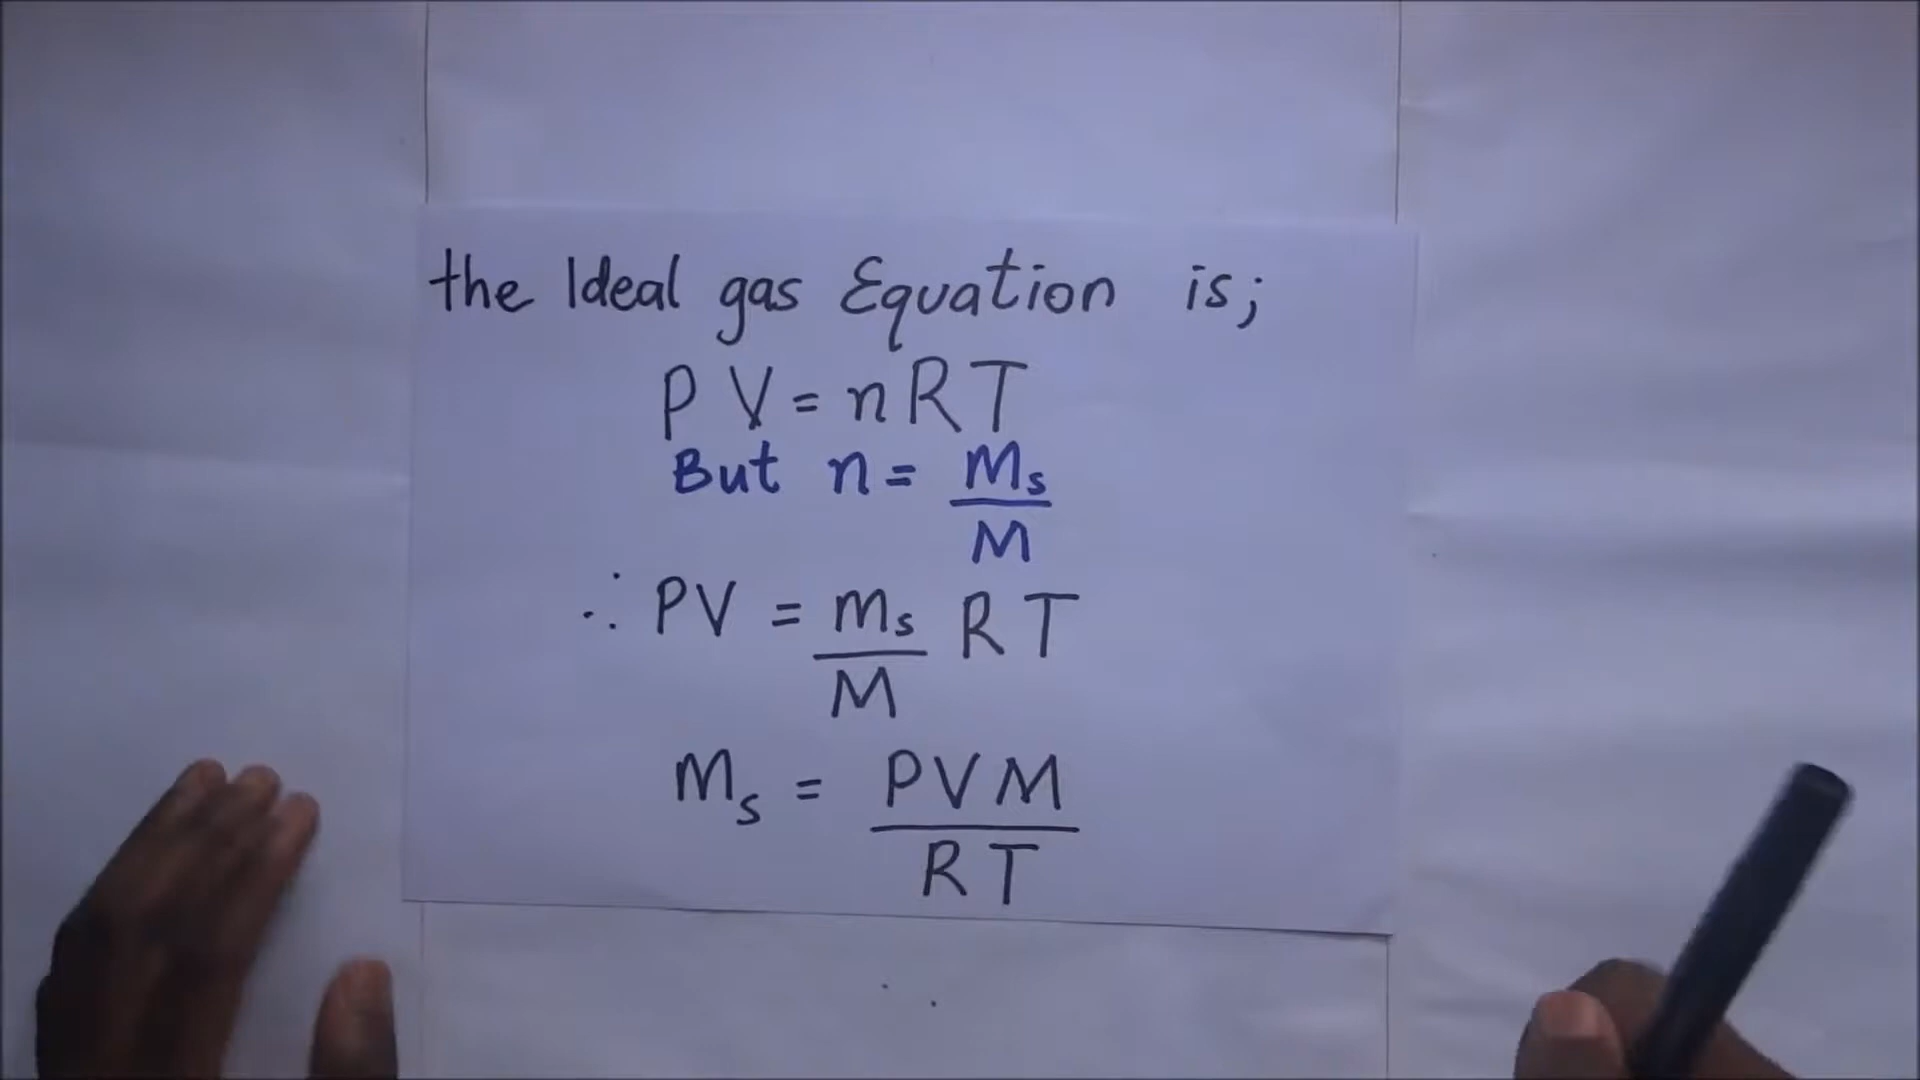 the Ideal gas Equation is;
PV = nRT
But n = Ms/M
∴ PV = ms/M RT
Ms = PVM/RT